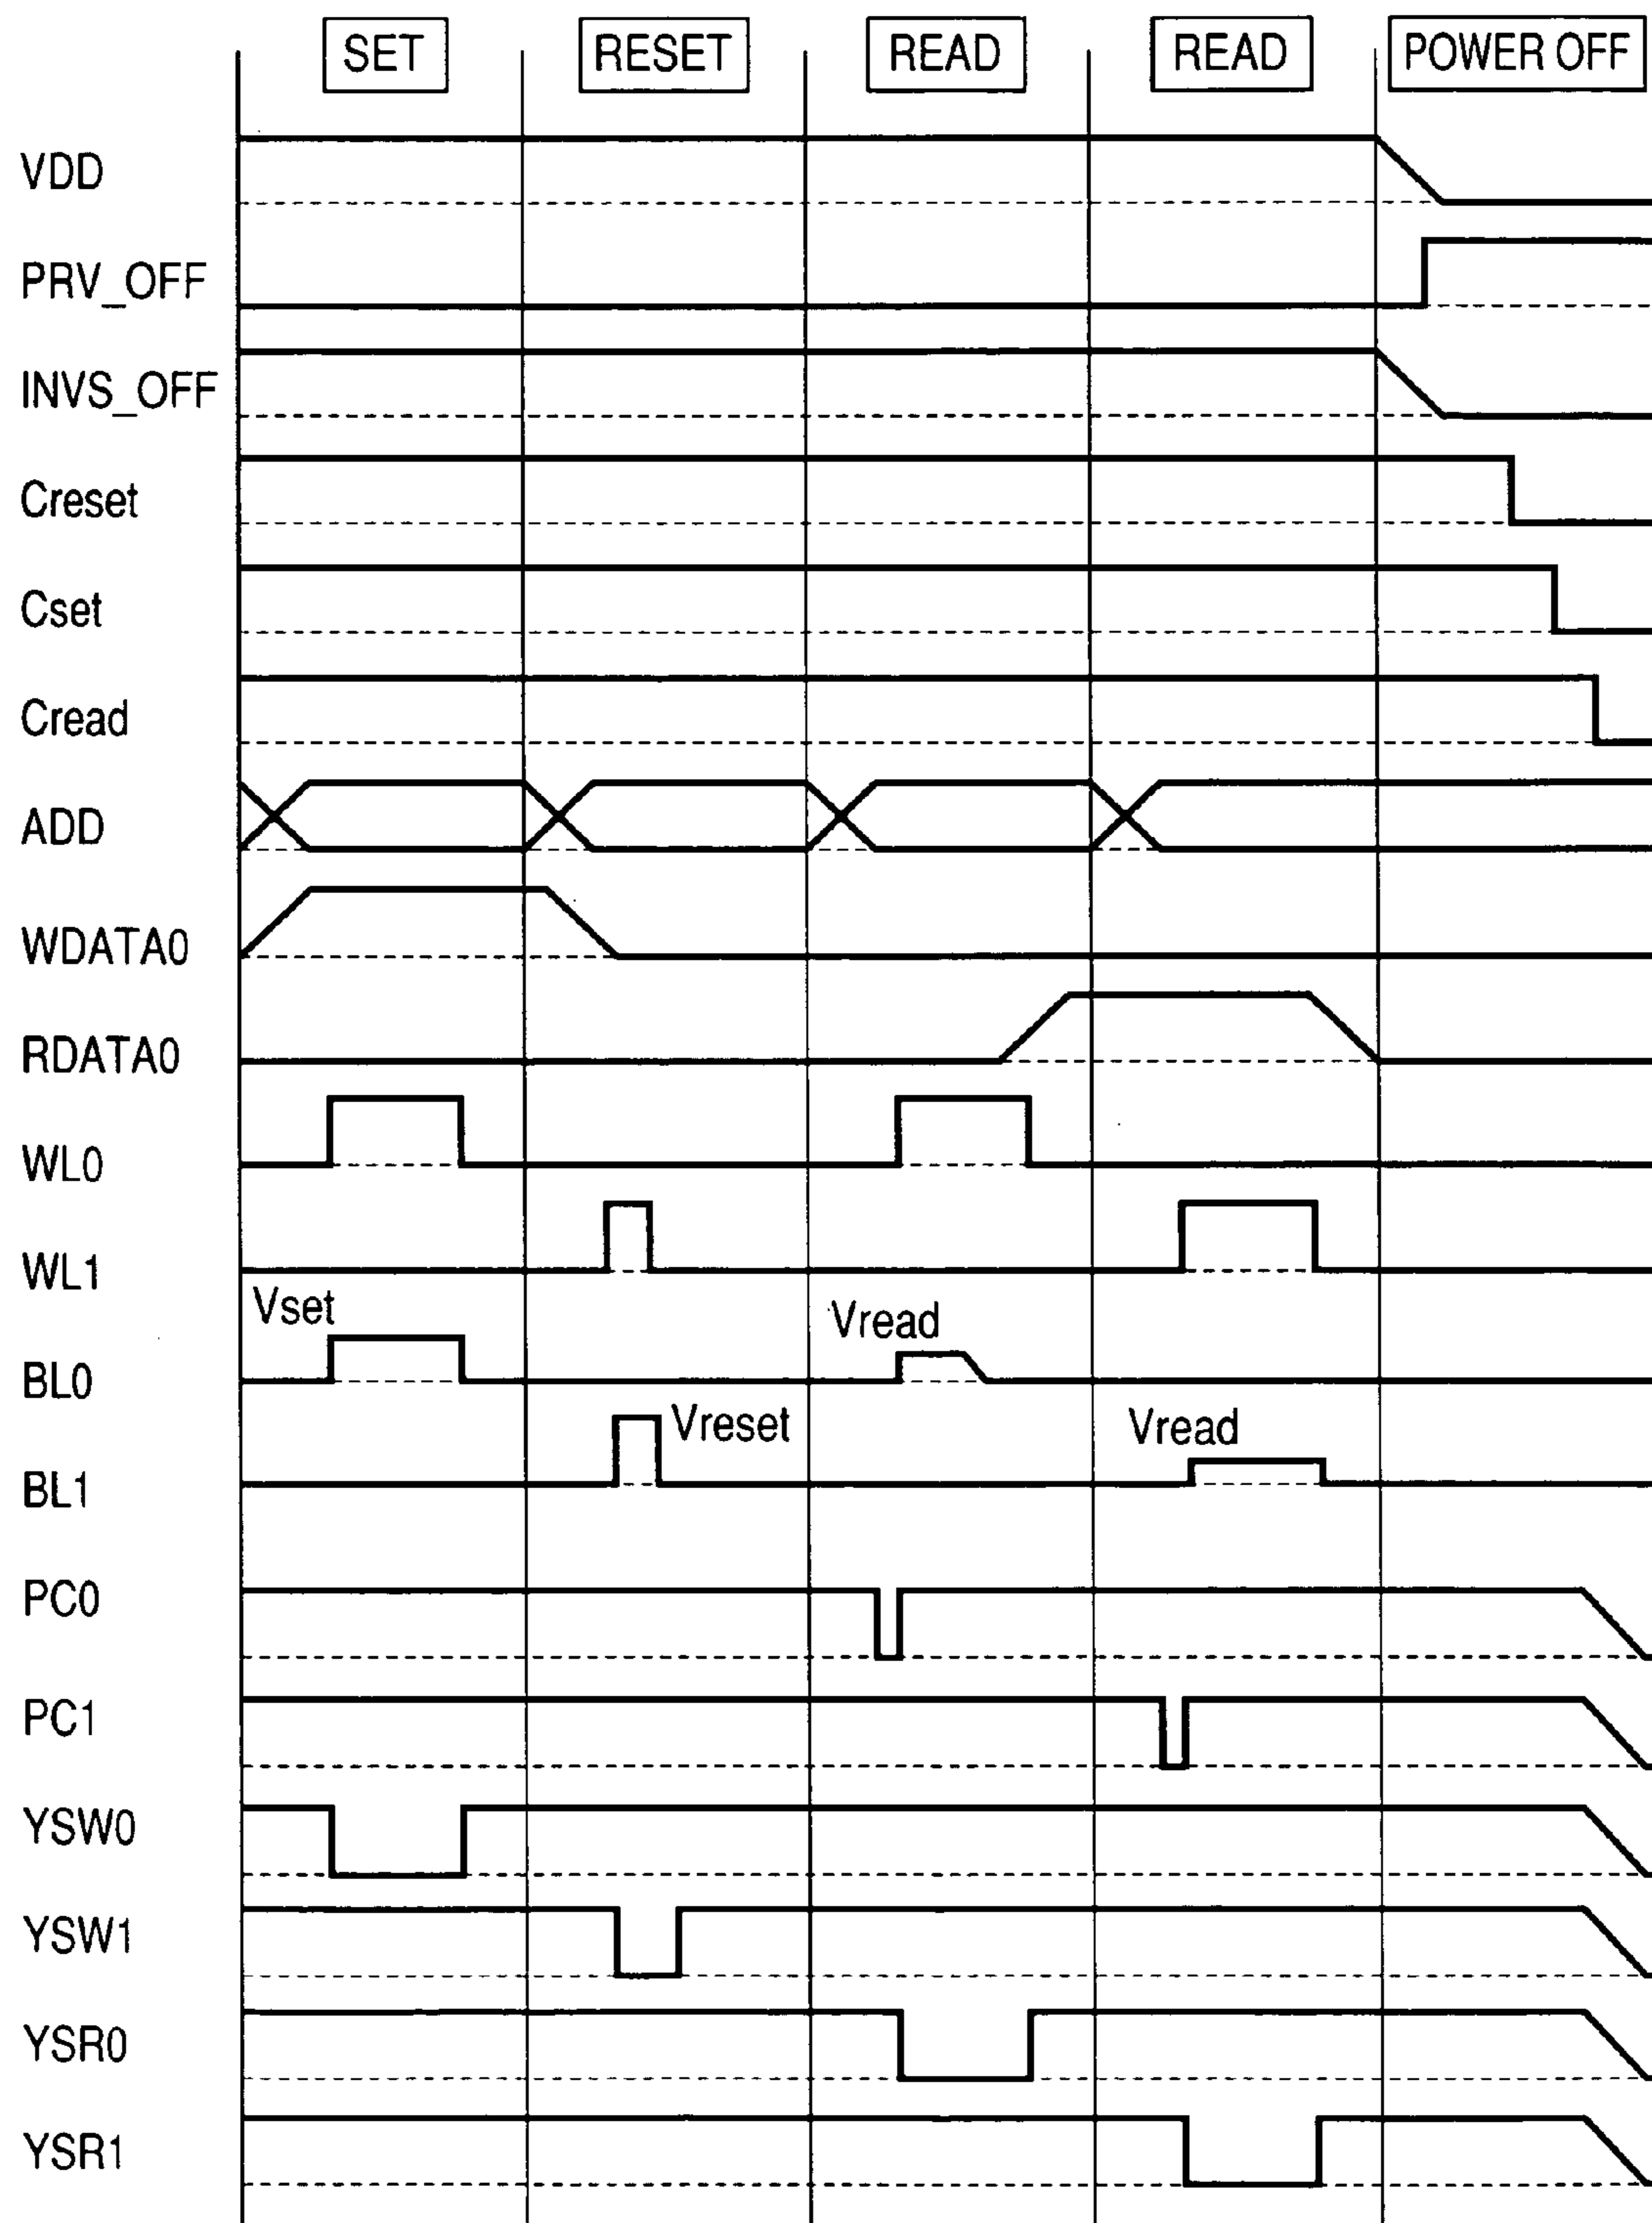 SET RESET READ READ POWER OFF
VDD
PRV_OFF
INVS_OFF
Creset
Cset
Cread
ADD
WDATA0
RDATA0
WL0
WL1
Vset Vread
BL0
Vreset Vread
BL1
PC0
PC1
YSW0
YSW1
YSR0
YSR1